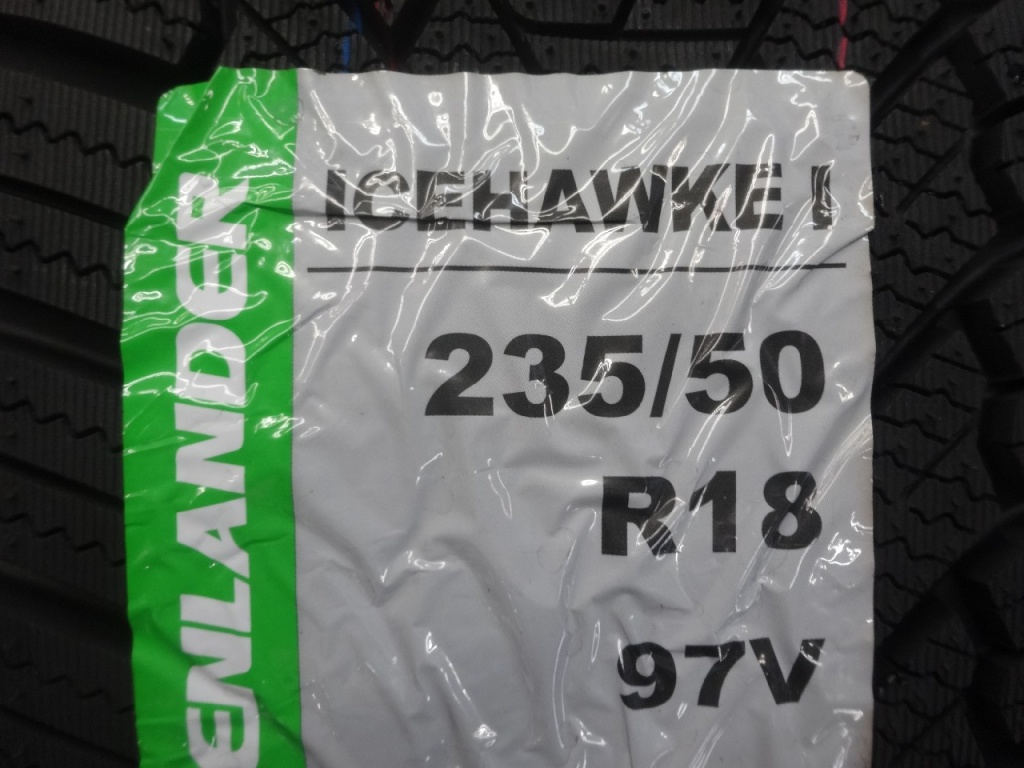 ENLANDER
ICEHAWKE I
235/50
R18
97V